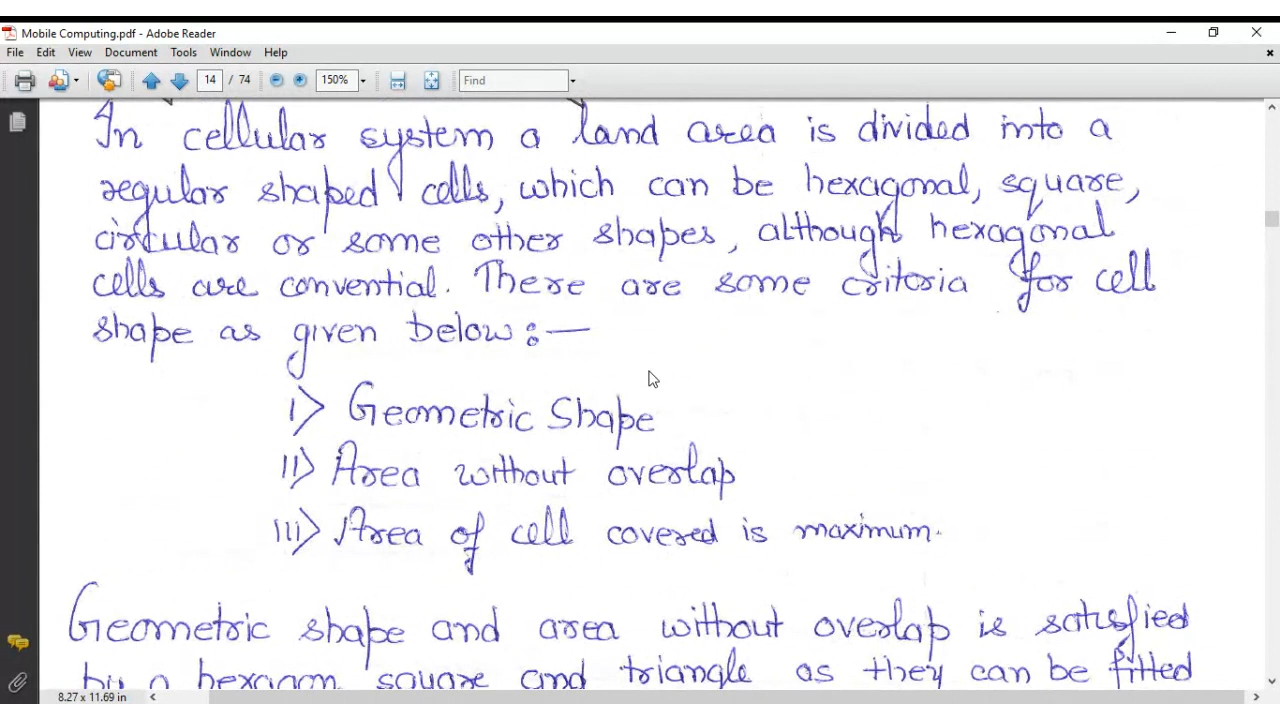 Mobile Computing.pdf - Adobe Reader
File Edit View Document Tools Window Help
14 / 74 150% Find
In cellular system a land area is divided into a
regular shaped cells, which can be hexagonal, square,
circular or some other shapes, although hexagonal
cells are convential. There are some critoria for cell
shape as given below :—
I) Geometric Shape
II) Area without overlap
III) Area of cell covered is maximum.
Geometric shape and area without overlap is satisfied
by a hexagon square and triangle as they can be fitted
8.27 x 11.69 in